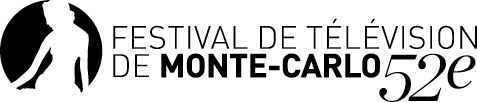 FESTIVAL DE TÉLÉVISION
DE MONTE-CARLO 52e